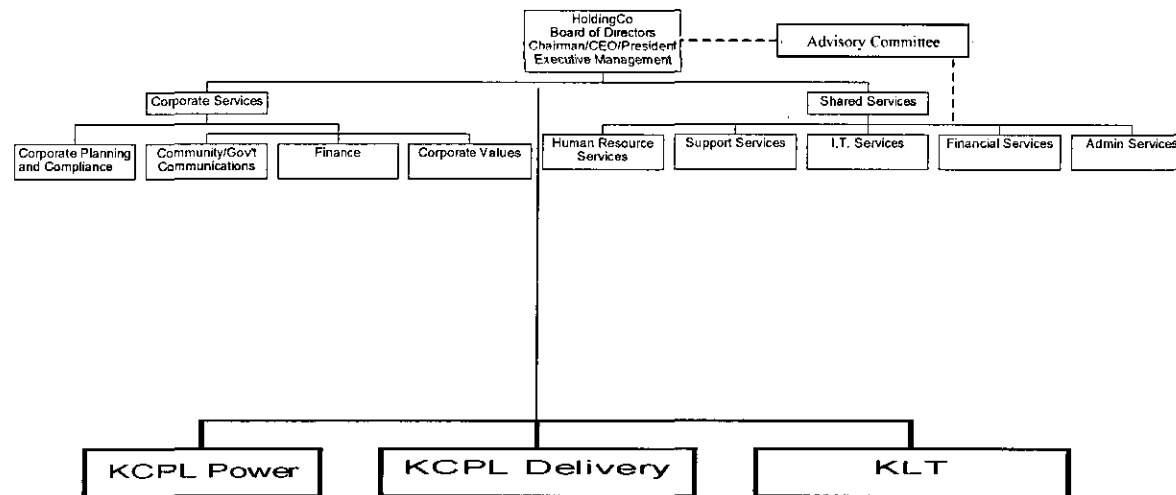 HoldingCo
Board of Directors
Chairman/CEO/President
Executive Management
Advisory Committee
Corporate Services
Shared Services
Corporate Planning
and Compliance
Community/Gov't
Communications
Finance
Corporate Values
Human Resource
Services
Support Services
I.T. Services
Financial Services
Admin Services
KCPL Power
KCPL Delivery
KLT